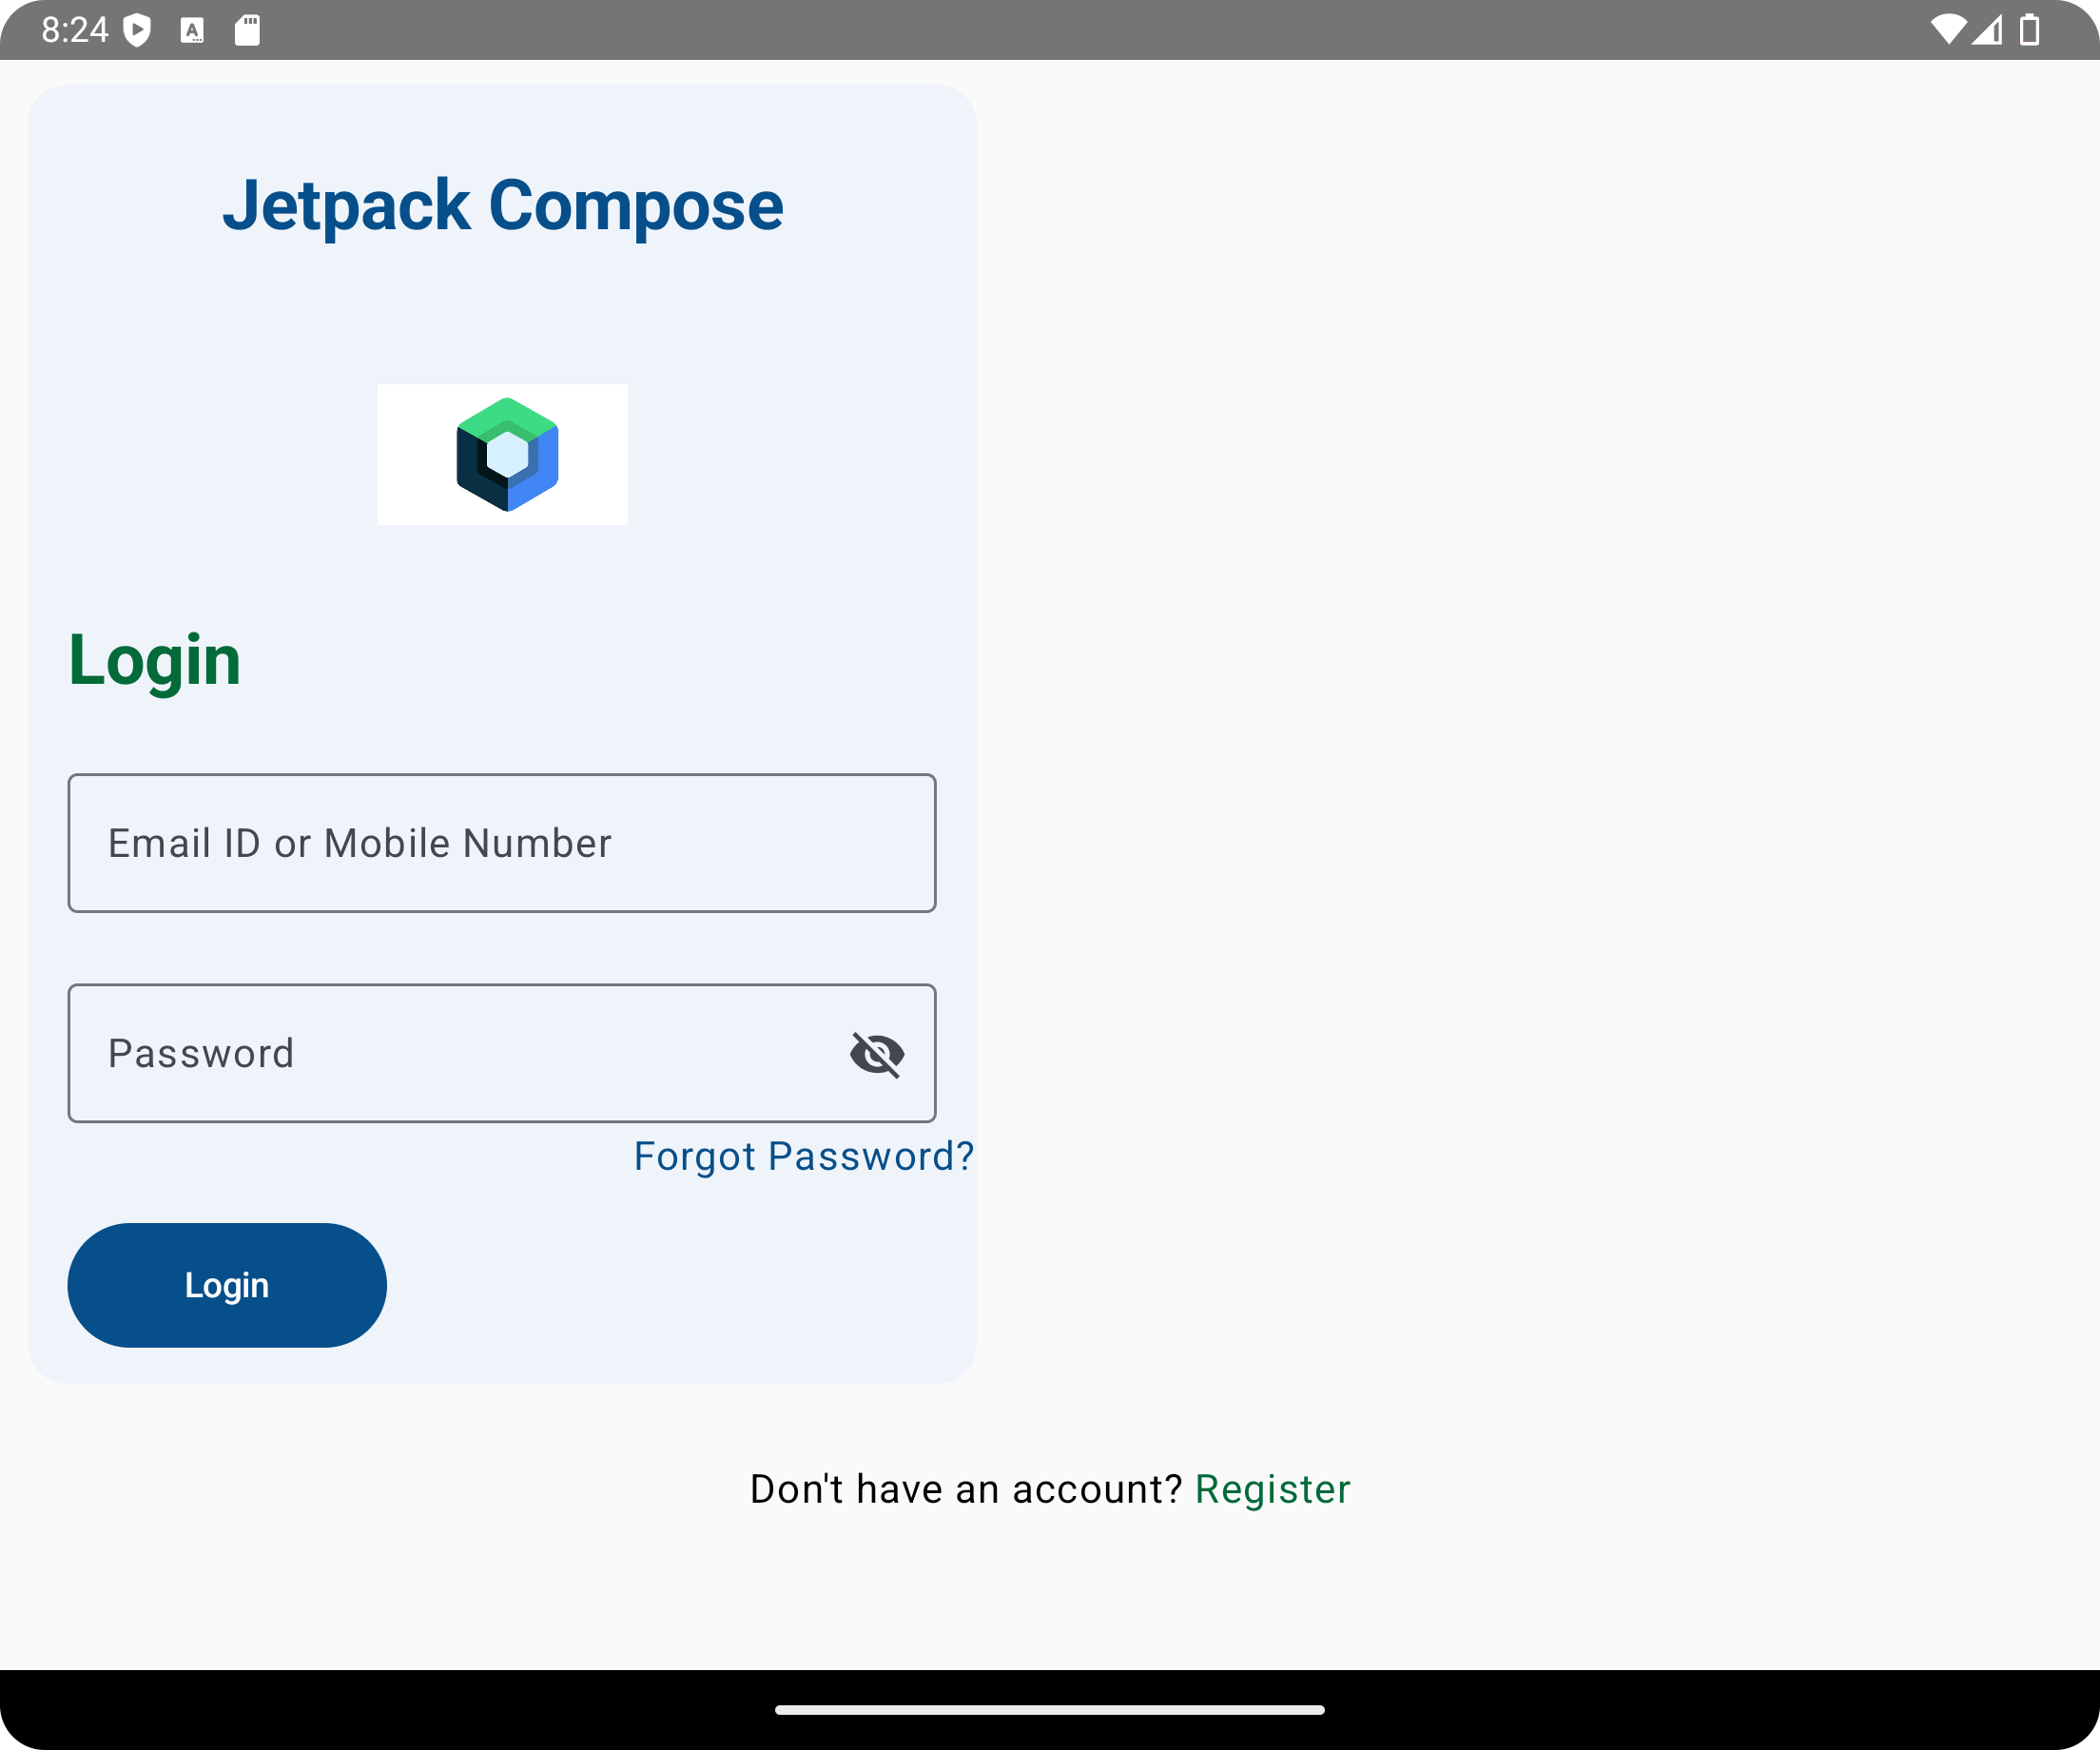 8:24
Jetpack Compose
Login
Email ID or Mobile Number
Password
Forgot Password?
Login
Don't have an account? Register